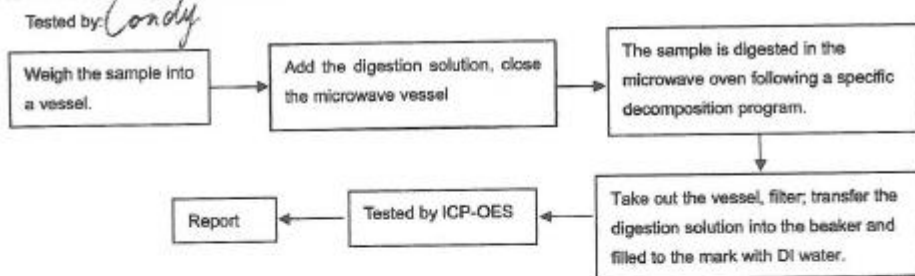 Tested by: Condy
Weigh the sample into
a vessel.
Add the digestion solution, close
the microwave vessel
The sample is digested in the
microwave oven following a specific
decomposition program.
Take out the vessel, filter; transfer the
digestion solution into the beaker and
filled to the mark with DI water.
Tested by ICP-OES
Report